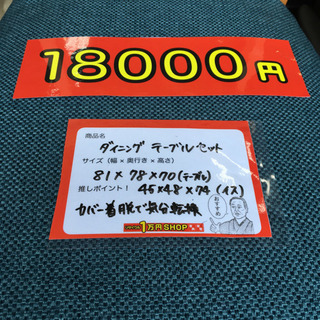 18000円
商品名
ダイニング テーブルセット
サイズ（幅 × 奥行き × 高さ）
81 × 78 × 70 (テーブル)
推しポイント！ 45×48×74 (イス)
カバー着脱で気分転換
おすすめ
1万円SHOP